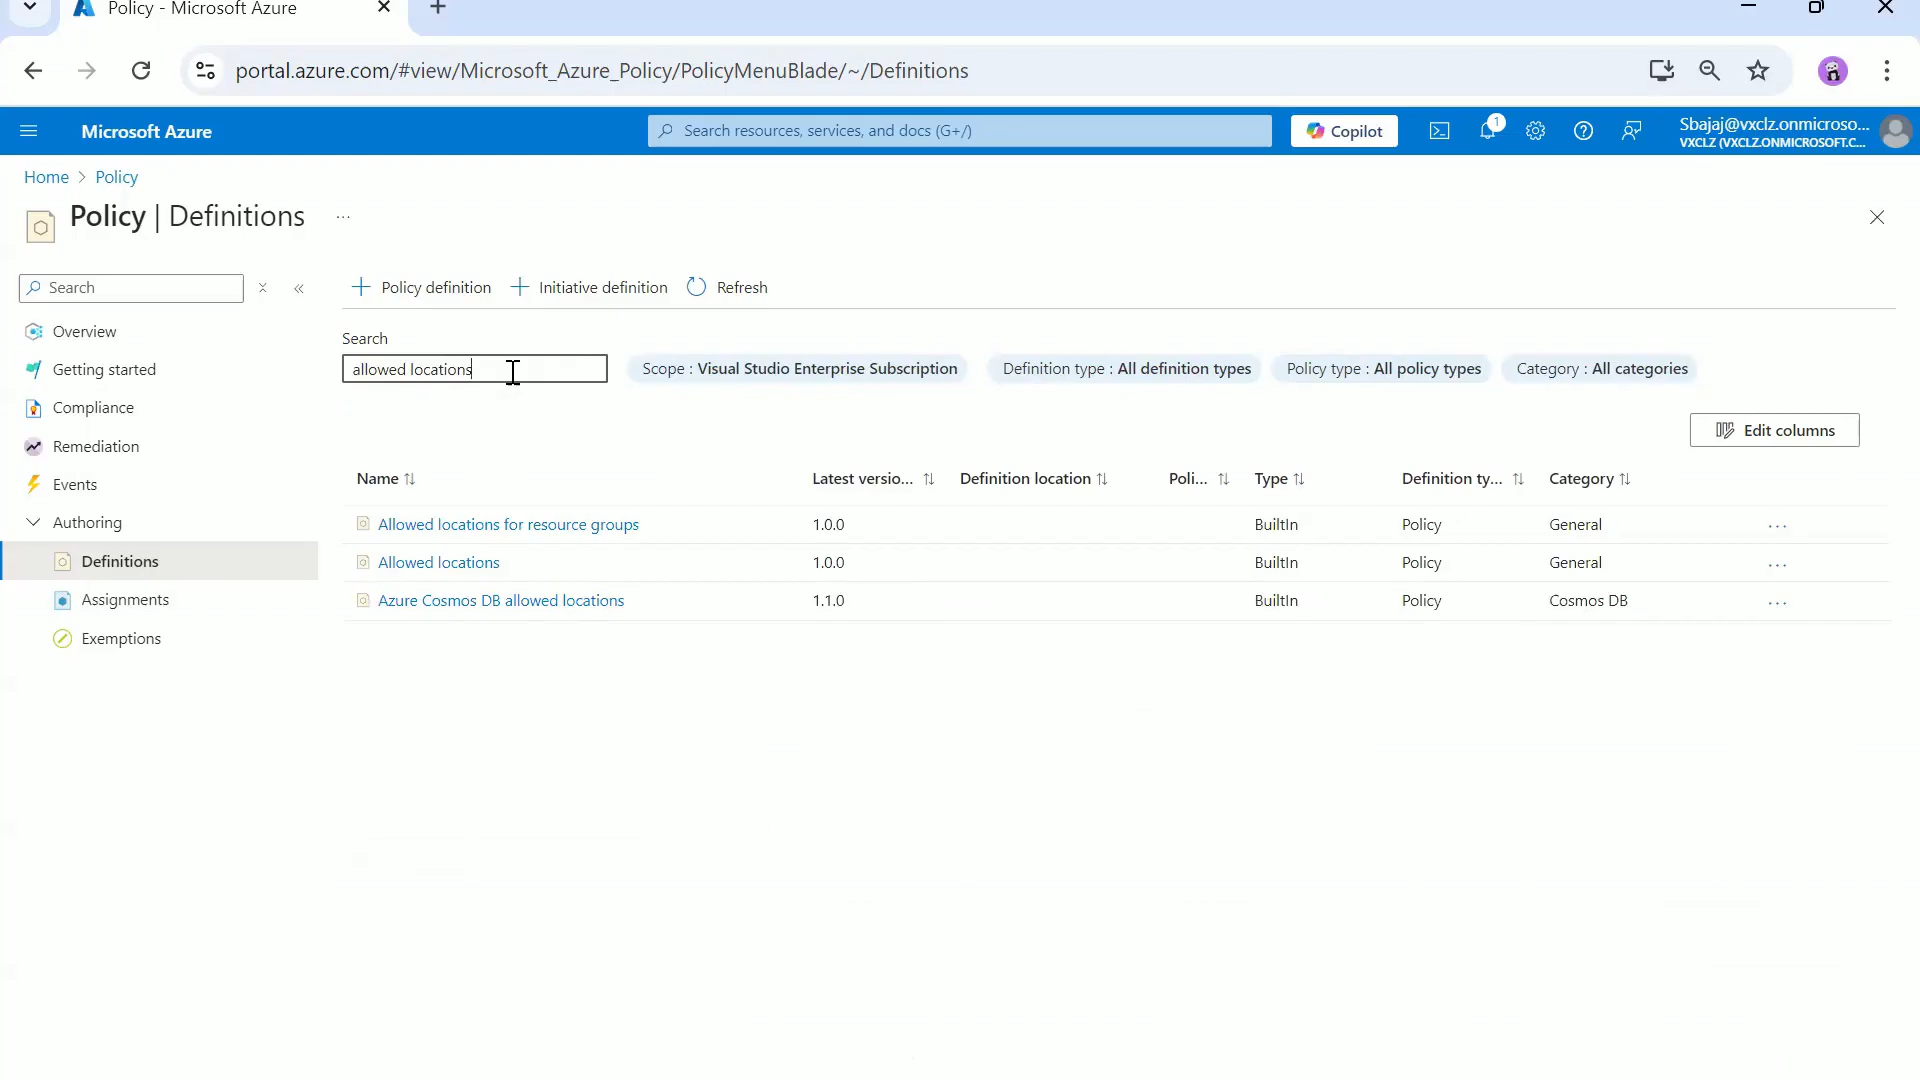 Policy - Microsoft Azure
portal.azure.com/#view/Microsoft_Azure_Policy/PolicyMenuBlade/~/Definitions
Microsoft Azure
Search resources, services, and docs (G+/)
Copilot
1
Sbajaj@vxclz.onmicroso...
VXCLZ (VXCLZ.ONMICROSOFT.C...
Home > Policy
Policy | Definitions ...
Search
Policy definition
Initiative definition
Refresh
Overview
Getting started
Compliance
Remediation
Events
Authoring
Definitions
Assignments
Exemptions
Search
allowed locations
Scope : Visual Studio Enterprise Subscription
Definition type : All definition types
Policy type : All policy types
Category : All categories
Edit columns
Name Latest versio... Definition location Poli... Type Definition ty... Category
Allowed locations for resource groups 1.0.0 BuiltIn Policy General ...
Allowed locations 1.0.0 BuiltIn Policy General ...
Azure Cosmos DB allowed locations 1.1.0 BuiltIn Policy Cosmos DB ...